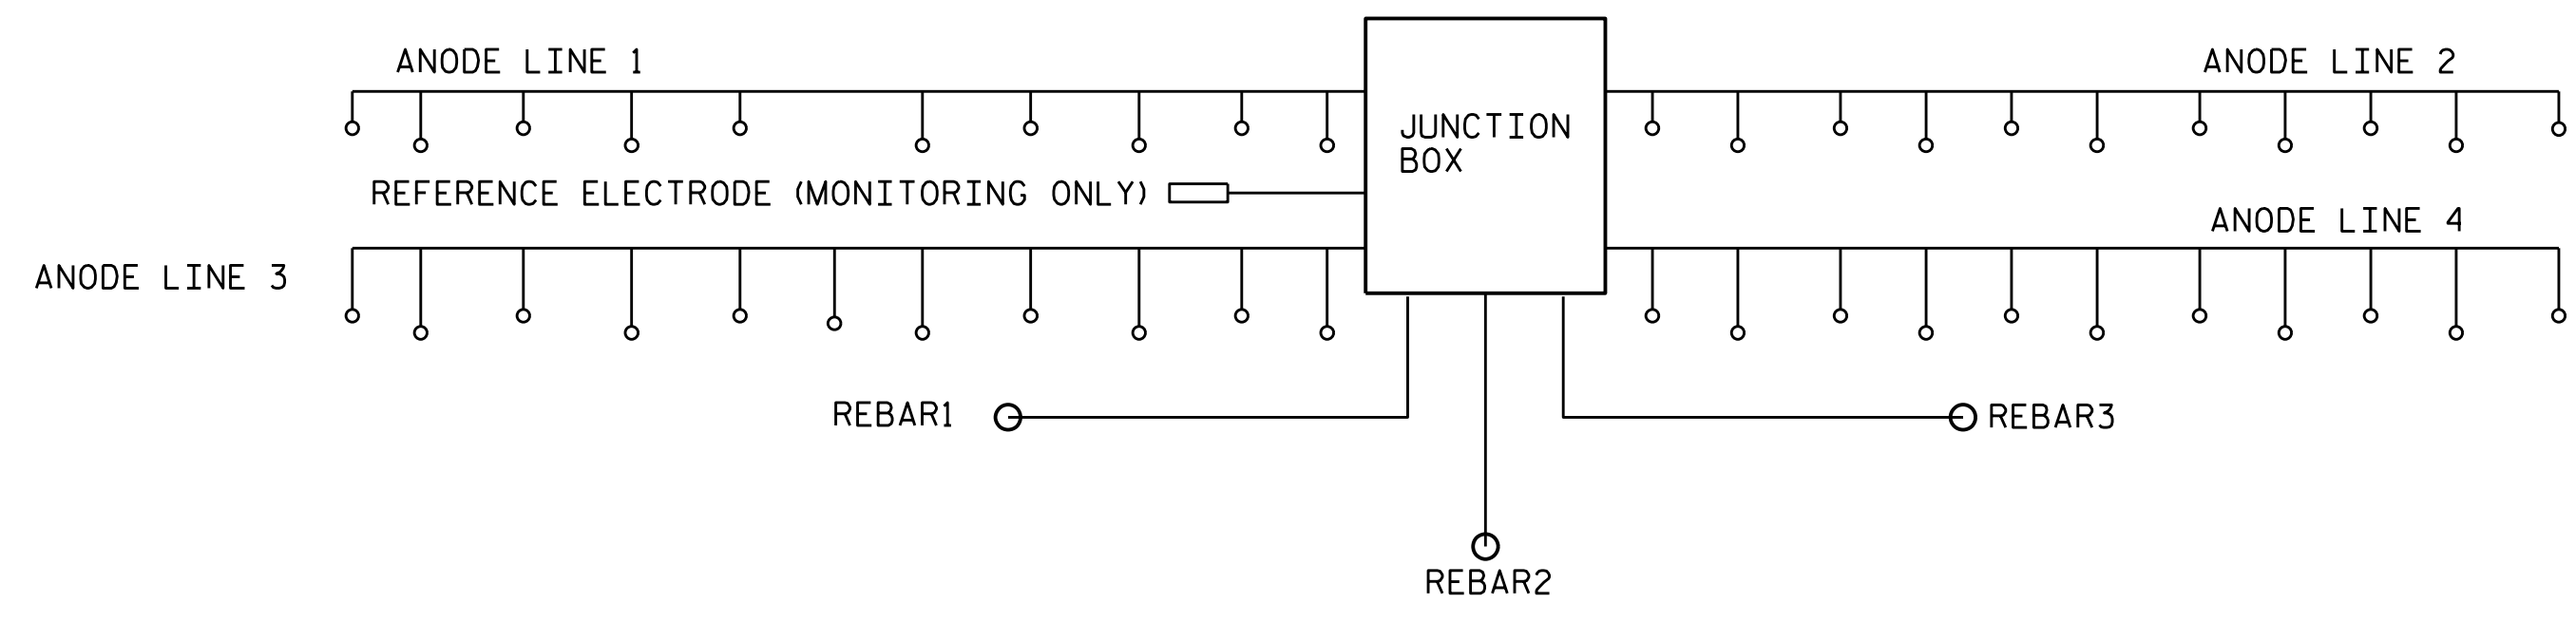 ANODE LINE 1
ANODE LINE 2
JUNCTION
BOX
REFERENCE ELECTRODE (MONITORING ONLY)
ANODE LINE 4
ANODE LINE 3
REBAR1
REBAR3
REBAR2